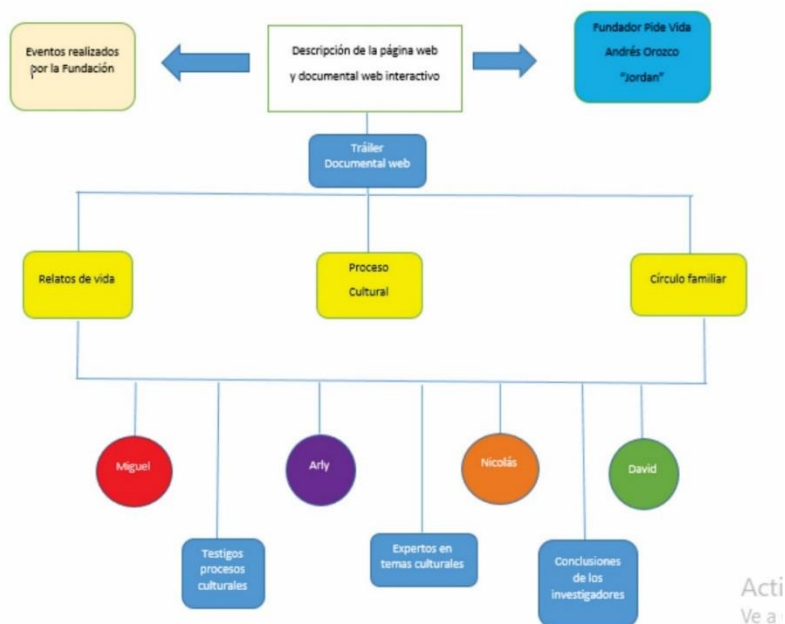 Eventos realizados
por la Fundación
Descripción de la página web
y documental web interactivo
Fundador Pide Vida
Andrés Orozco
"Jordan"
Tráiler
Documental web
Relatos de vida
Proceso
Cultural
Círculo familiar
Miguel
Arly
Nicolás
David
Testigos
procesos
culturales
Expertos en
temas culturales
Conclusiones
de los
investigadores
Acti
Ve a